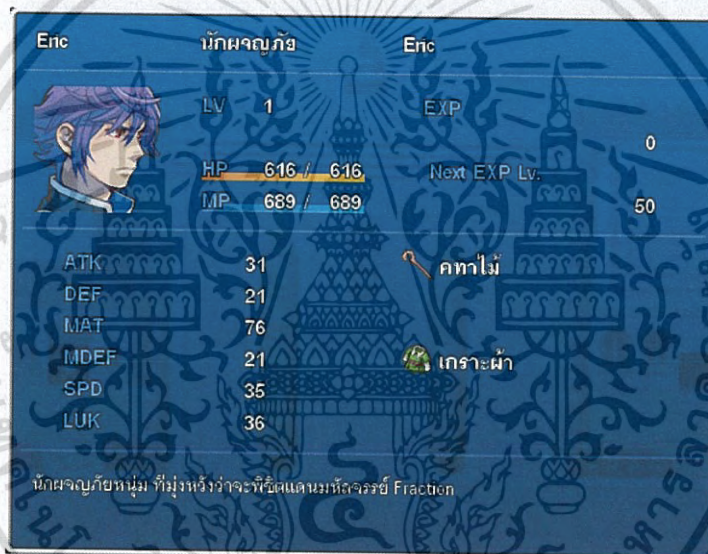 Eric นักผจญภัย Eric
LV 1 EXP
0
HP 616 / 616 Next EXP Lv.
MP 689 / 689 50
ATK 31 คทาไม้
DEF 21
MAT 76
MDEF 21 เกราะผ้า
SPD 35
LUK 36
นักผจญภัยหนุ่ม ที่มุ่งหวังว่าจะพิชิตแดนมหัศจรรย์ Fraction